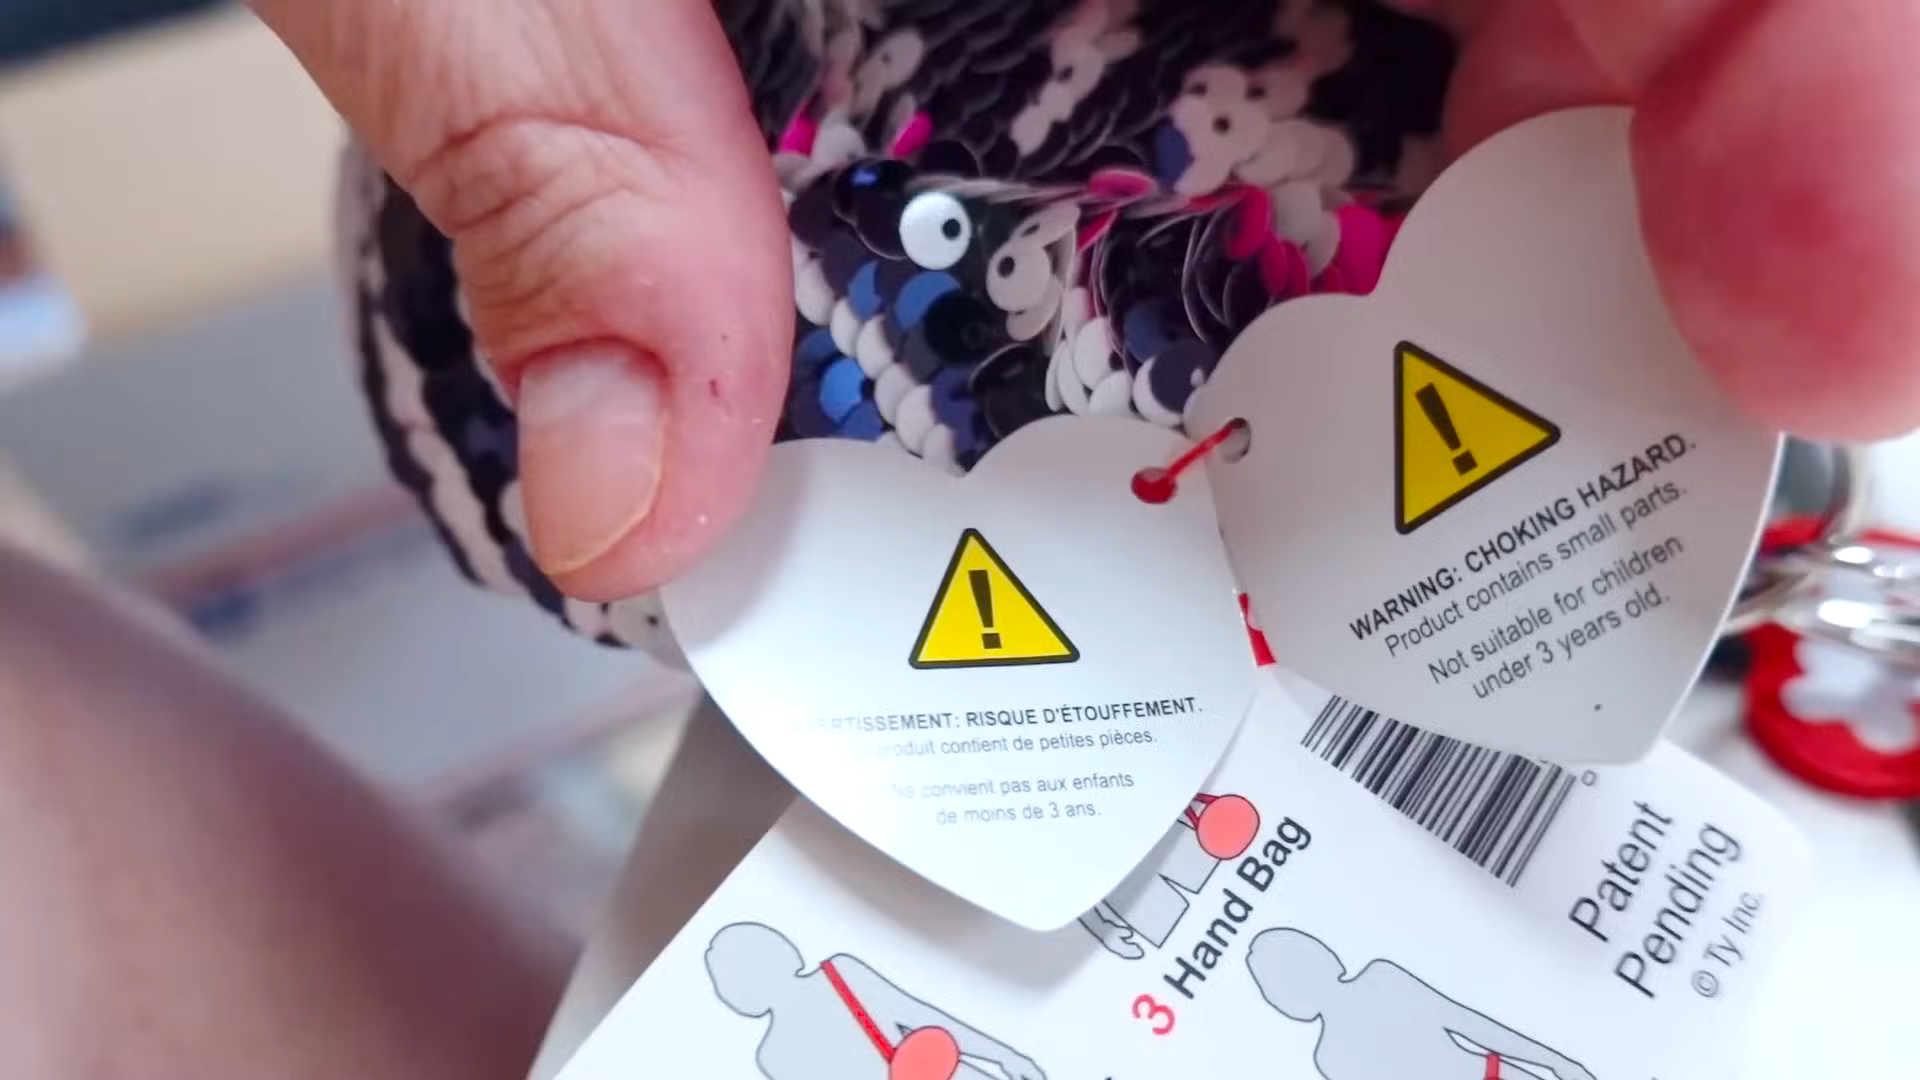 AVERTISSEMENT: RISQUE D'ÉTOUFFEMENT.
produit contient de petites pièces.
Ne convient pas aux enfants
de moins de 3 ans.
WARNING: CHOKING HAZARD.
Product contains small parts.
Not suitable for children
under 3 years old.
3 Hand Bag
Patent
Pending
© Ty Inc.